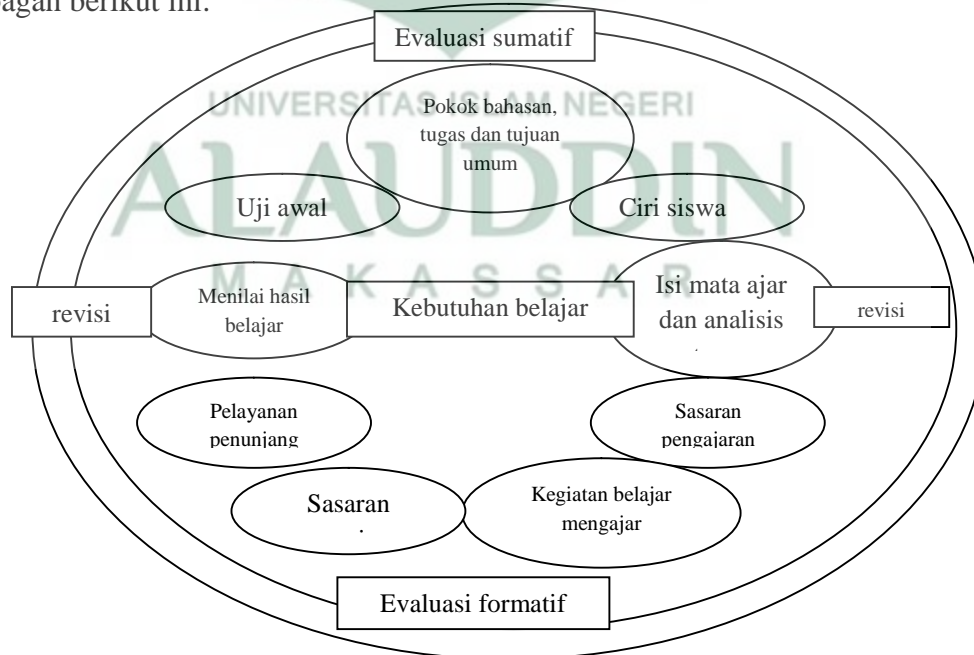 bagan berikut ini:
Evaluasi sumatif
UNIVERSITAS ISLAM NEGERI
Pokok bahasan,
tugas dan tujuan
umum
ALAUDDIN
Uji awal
Ciri siswa
MAKASSAR
revisi
Menilai hasil
belajar
Kebutuhan belajar
Isi mata ajar
dan analisis
revisi
Pelayanan
penunjang
Sasaran
pengajaran
Sasaran
Kegiatan belajar
mengajar
Evaluasi formatif